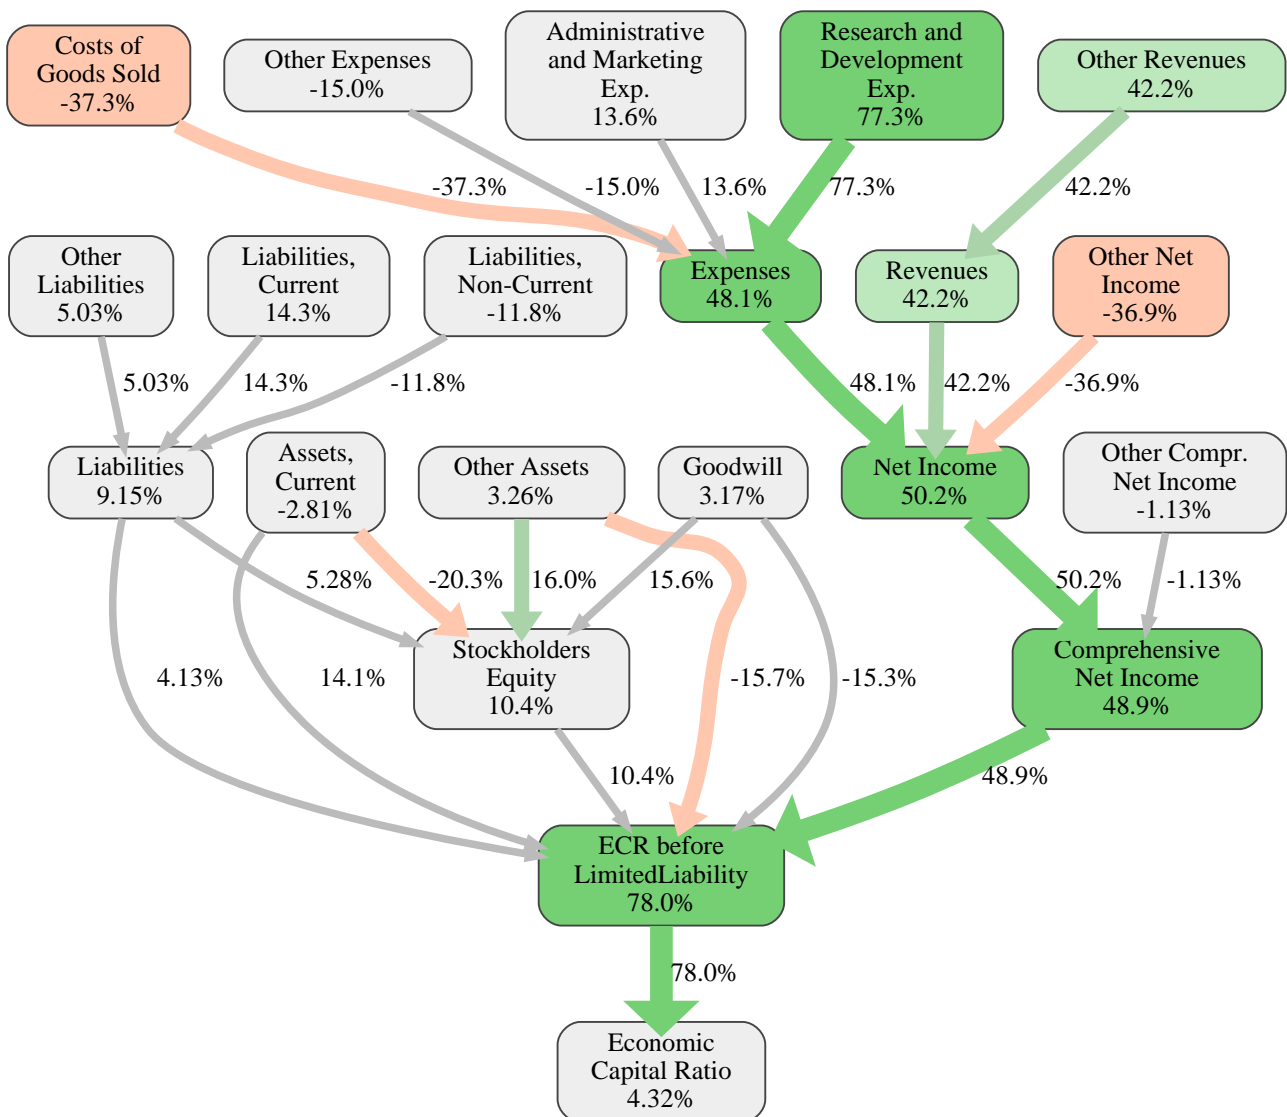 Costs of
Goods Sold
-37.3%
Other Expenses
-15.0%
Administrative
and Marketing
Exp.
13.6%
Research and
Development
Exp.
77.3%
Other Revenues
42.2%
-37.3%
-15.0%
13.6%
77.3%
42.2%
Other
Liabilities
5.03%
Liabilities,
Current
14.3%
Liabilities,
Non-Current
-11.8%
Expenses
48.1%
Revenues
42.2%
Other Net
Income
-36.9%
5.03%
14.3%
-11.8%
48.1%
42.2%
-36.9%
Liabilities
9.15%
Assets,
Current
-2.81%
Other Assets
3.26%
Goodwill
3.17%
Net Income
50.2%
Other Compr.
Net Income
-1.13%
5.28%
-20.3%
16.0%
15.6%
50.2%
-1.13%
4.13%
14.1%
Stockholders
Equity
10.4%
-15.7%
-15.3%
Comprehensive
Net Income
48.9%
10.4%
48.9%
ECR before
LimitedLiability
78.0%
78.0%
Economic
Capital Ratio
4.32%